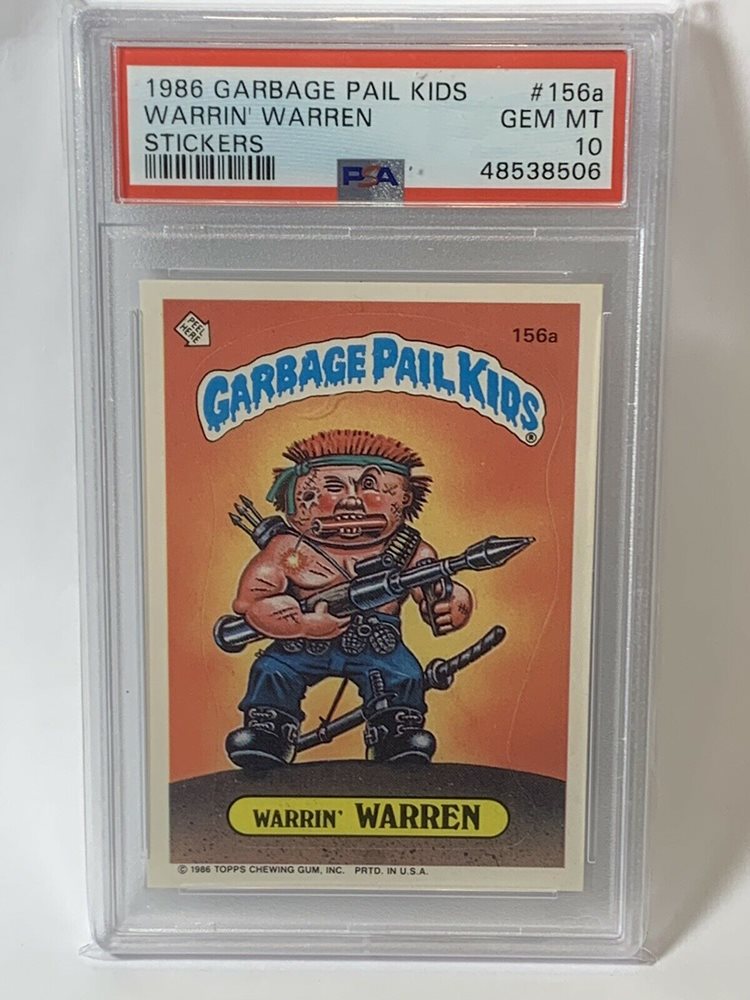 1986 GARBAGE PAIL KIDS #156a
WARRIN' WARREN GEM MT
STICKERS 10
PSA 48538506
PEEL
HERE
156a
GARBAGE PAIL KIDS®
WARRIN' WARREN
© 1986 TOPPS CHEWING GUM, INC. PRTD. IN U.S.A.